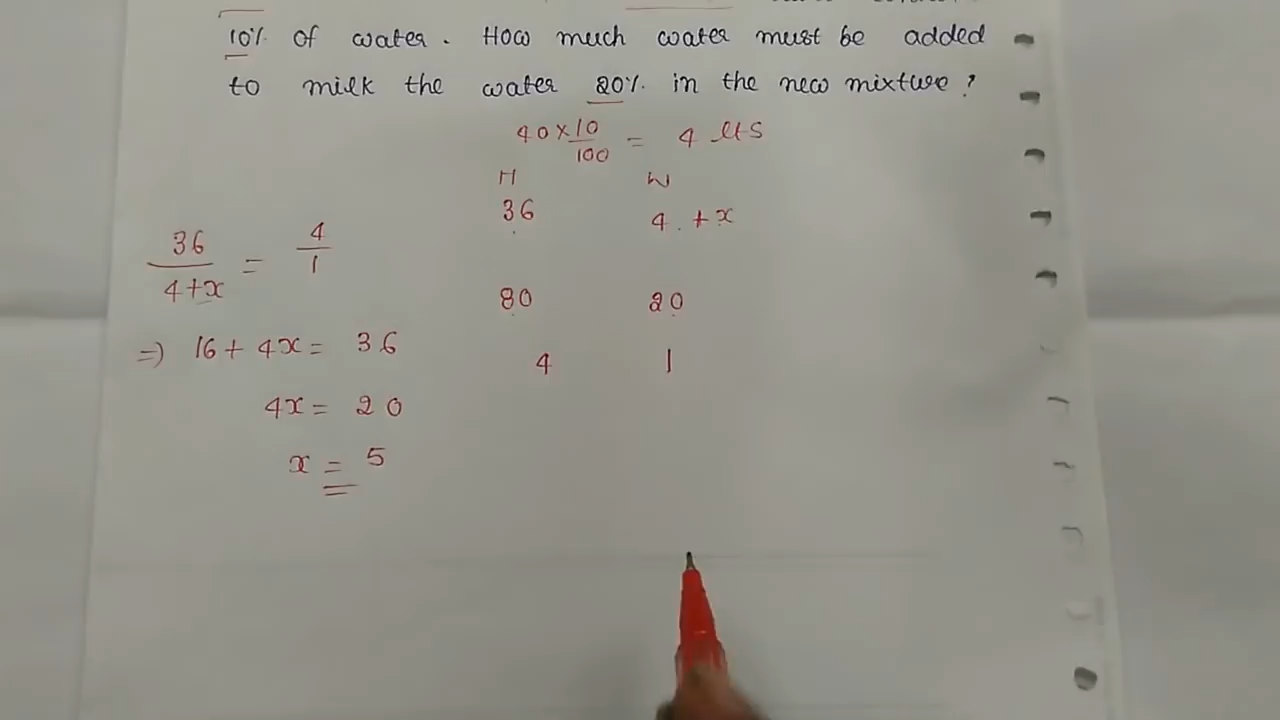 10% of water. How much water must be added
to milk the water 20% in the new mixture?
40 × 10/100 = 4 lts
H W
36 4 + x
36/(4+x) = 4/1
80 20
=) 16 + 4x = 36
4 1
4x = 20
x = 5